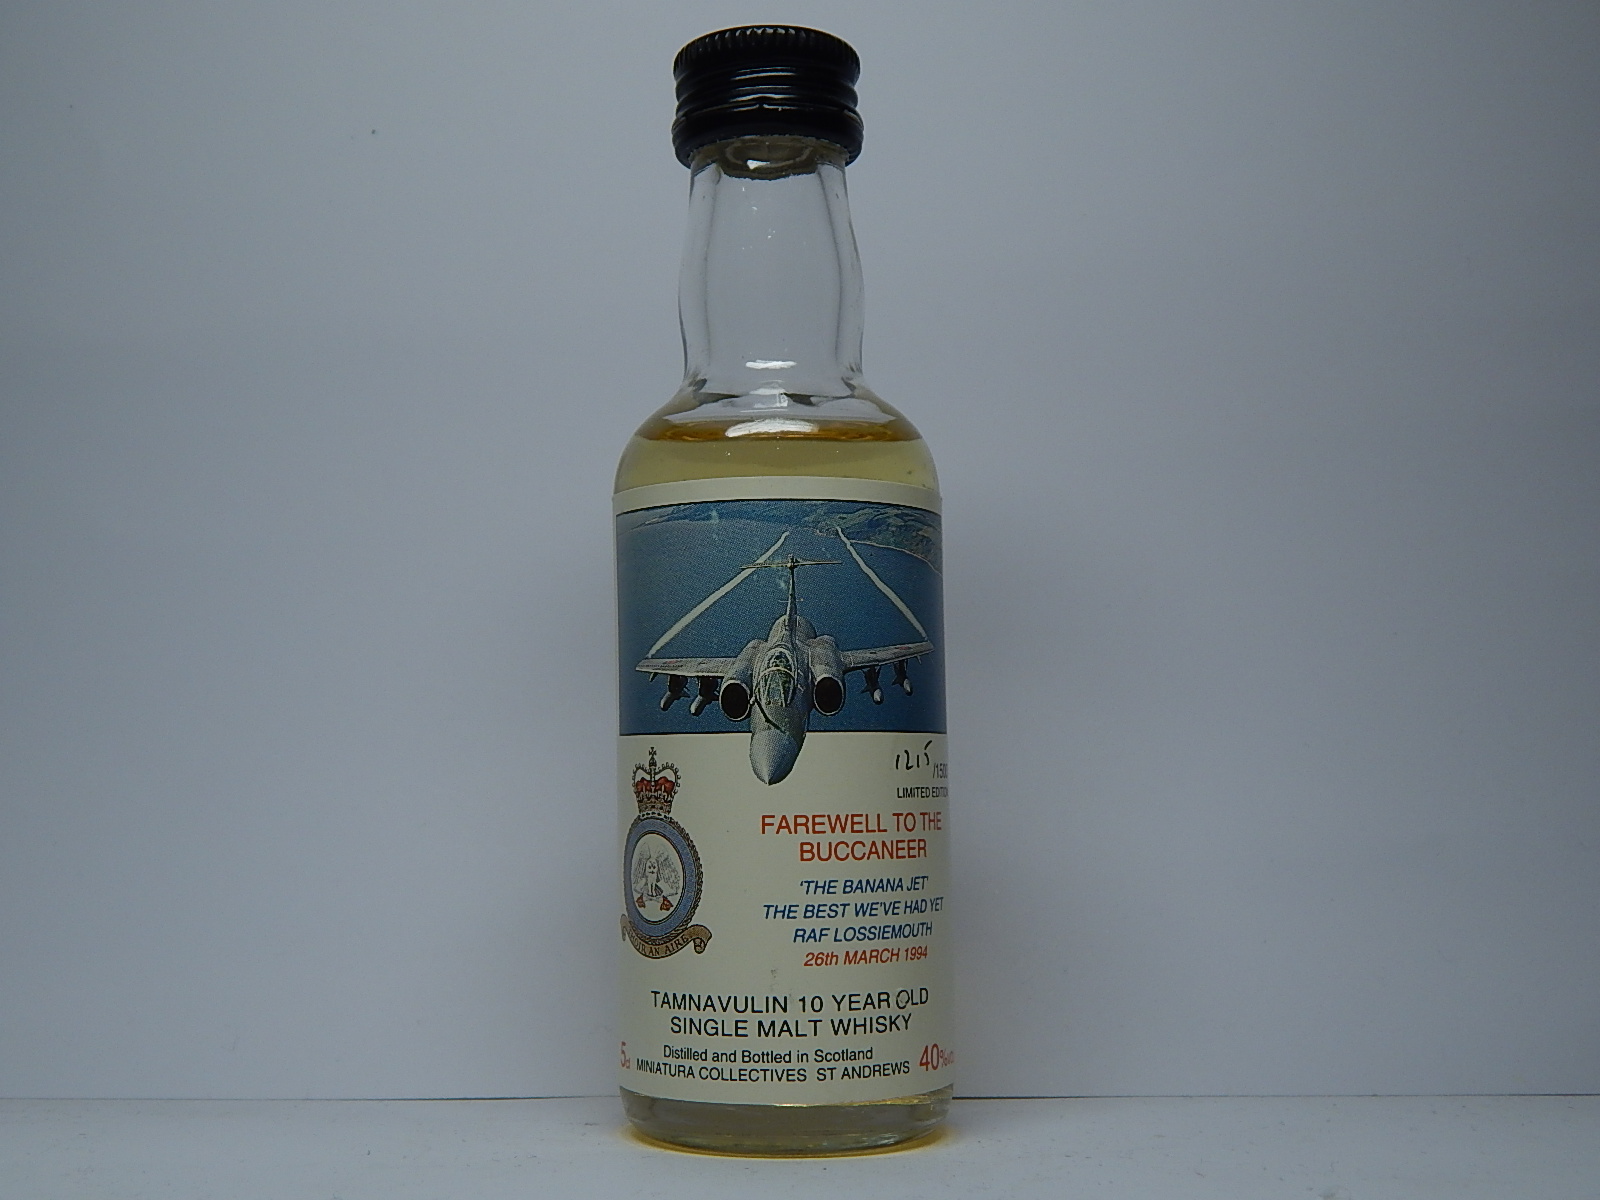 1215
/1500
LIMITED EDITION
FAREWELL TO THE
BUCCANEER
'THE BANANA JET'
THE BEST WE'VE HAD YET
RAF LOSSIEMOUTH
26th MARCH 1994
TAMNAVULIN 10 YEAR OLD
SINGLE MALT WHISKY
Distilled and Bottled in Scotland
5cl MINIATURA COLLECTIVES ST ANDREWS 40%vol